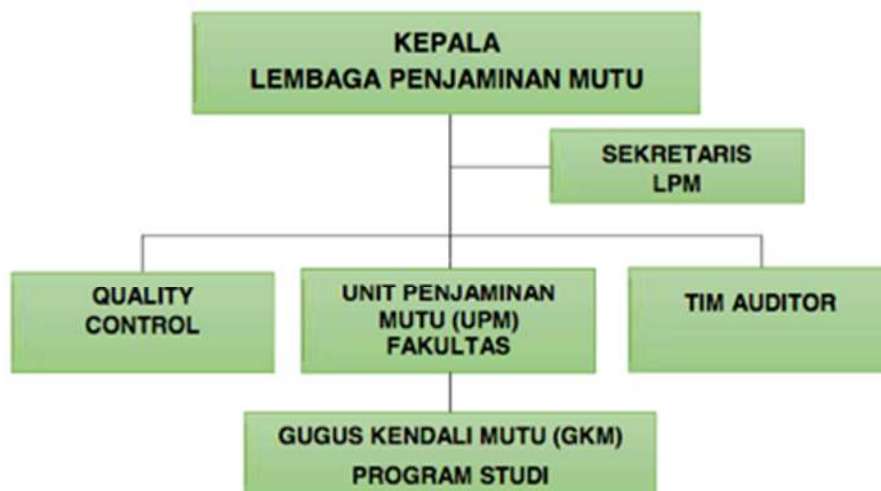 KEPALA
LEMBAGA PENJAMINAN MUTU
SEKRETARIS
LPM
QUALITY
CONTROL
UNIT PENJAMINAN
MUTU (UPM)
FAKULTAS
TIM AUDITOR
GUGUS KENDALI MUTU (GKM)
PROGRAM STUDI